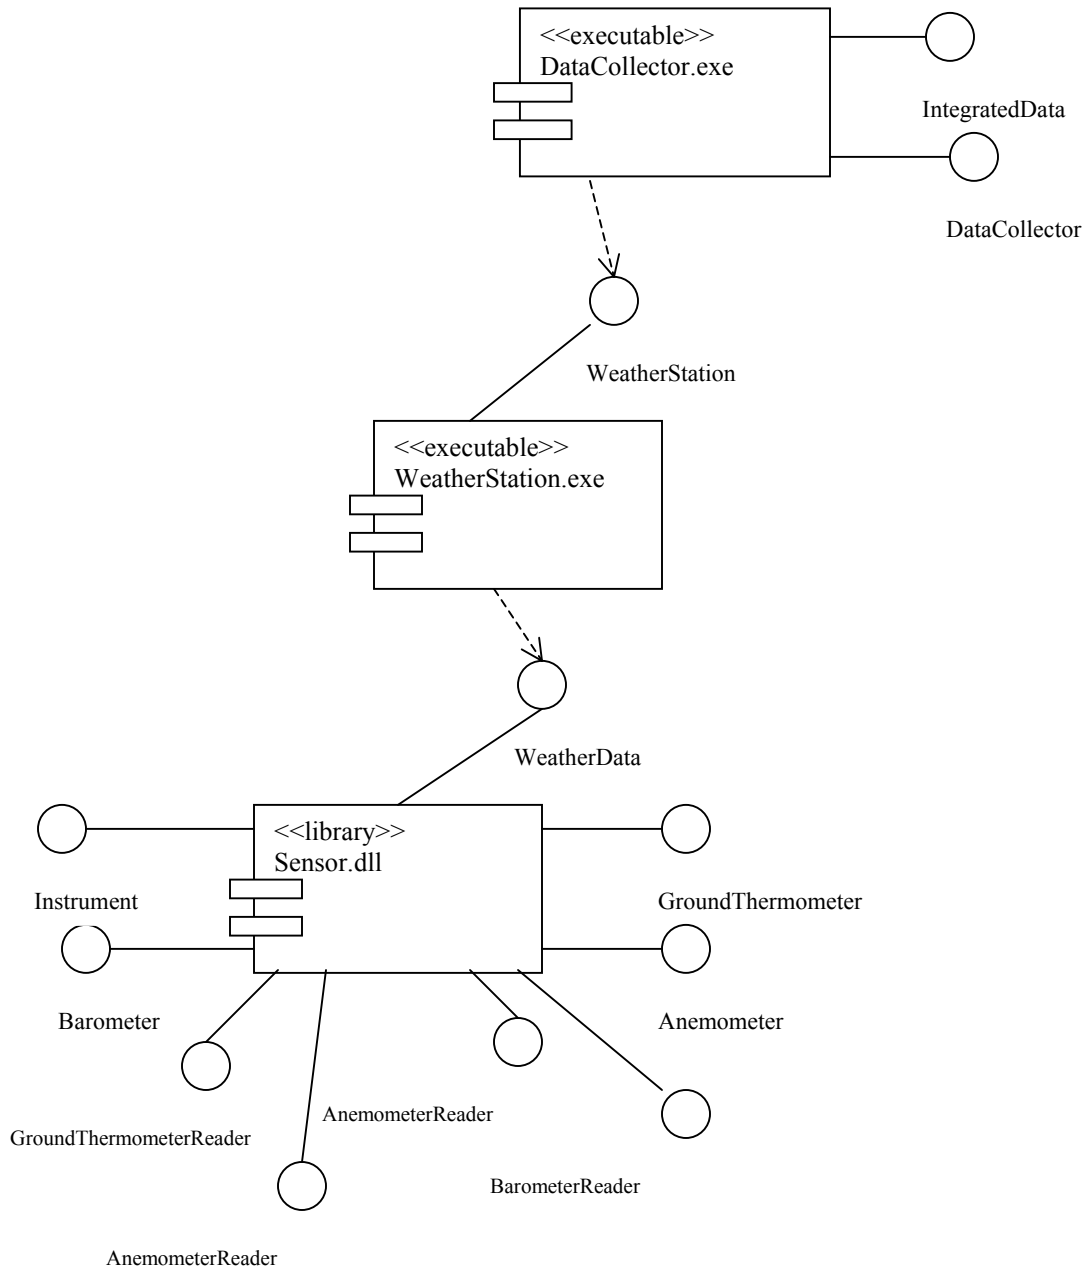 <<executable>>
DataCollector.exe
IntegratedData
DataCollector
WeatherStation
<<executable>>
WeatherStation.exe
WeatherData
<<library>>
Sensor.dll
Instrument
GroundThermometer
Barometer
Anemometer
AnemometerReader
GroundThermometerReader
BarometerReader
AnemometerReader